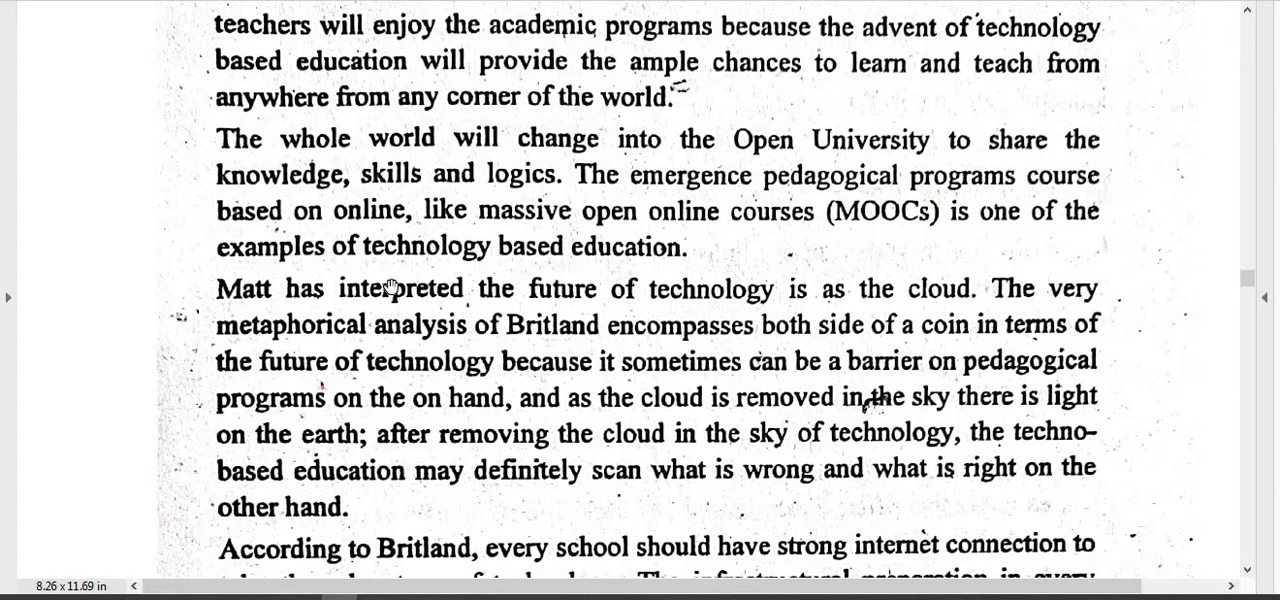 teachers will enjoy the academic programs because the advent of technology
based education will provide the ample chances to learn and teach from
anywhere from any corner of the world.
The whole world will change into the Open University to share the
knowledge, skills and logics. The emergence pedagogical programs course
based on online, like massive open online courses (MOOCs) is one of the
examples of technology based education.
Matt has interpreted the future of technology is as the cloud. The very
metaphorical analysis of Britland encompasses both side of a coin in terms of
the future of technology because it sometimes can be a barrier on pedagogical
programs on the on hand, and as the cloud is removed in the sky there is light
on the earth; after removing the cloud in the sky of technology, the techno-
based education may definitely scan what is wrong and what is right on the
other hand.
According to Britland, every school should have strong internet connection to
8.26 x 11.69 in